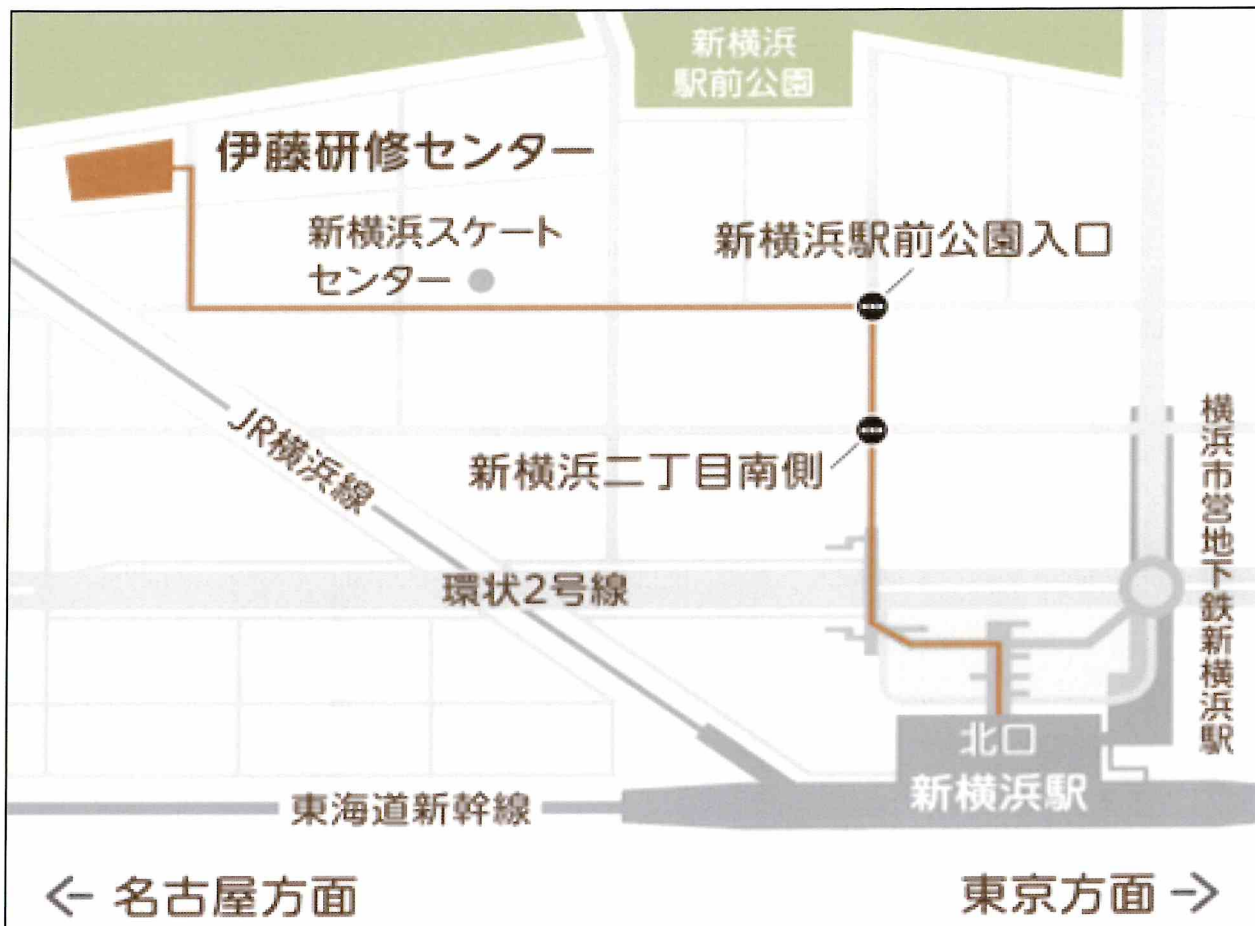 新横浜
駅前公園
伊藤研修センター
新横浜スケート
センター
新横浜駅前公園入口
新横浜二丁目南側
JR横浜線
環状2号線
横浜市営地下鉄新横浜駅
北口
新横浜駅
東海道新幹線
← 名古屋方面
東京方面 →